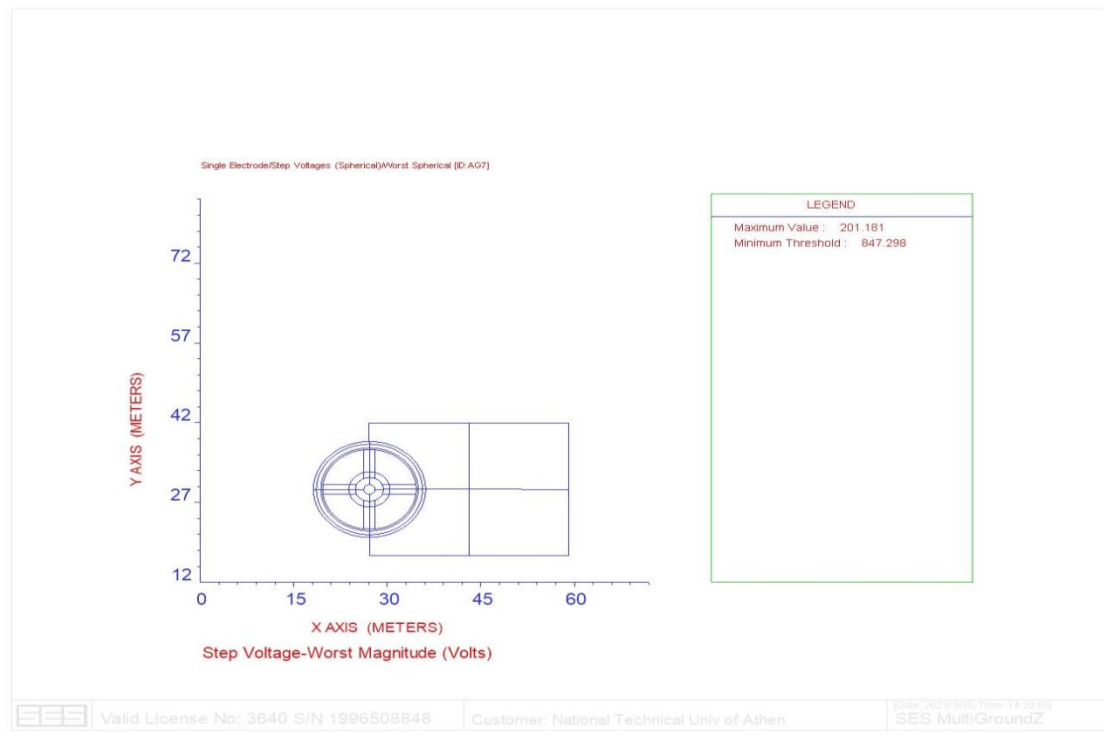 Single Electrode/Step Voltages (Spherical)/Worst Spherical [ID:AG7]
LEGEND
Maximum Value : 201.181
Minimum Threshold : 847.298
72
57
42
27
12
Y AXIS (METERS)
0 15 30 45 60
X AXIS (METERS)
Step Voltage-Worst Magnitude (Volts)
SES
Valid License No: 3640 S/N 1996508848
Customer: National Technical Univ of Athen
SES MultiGroundZ